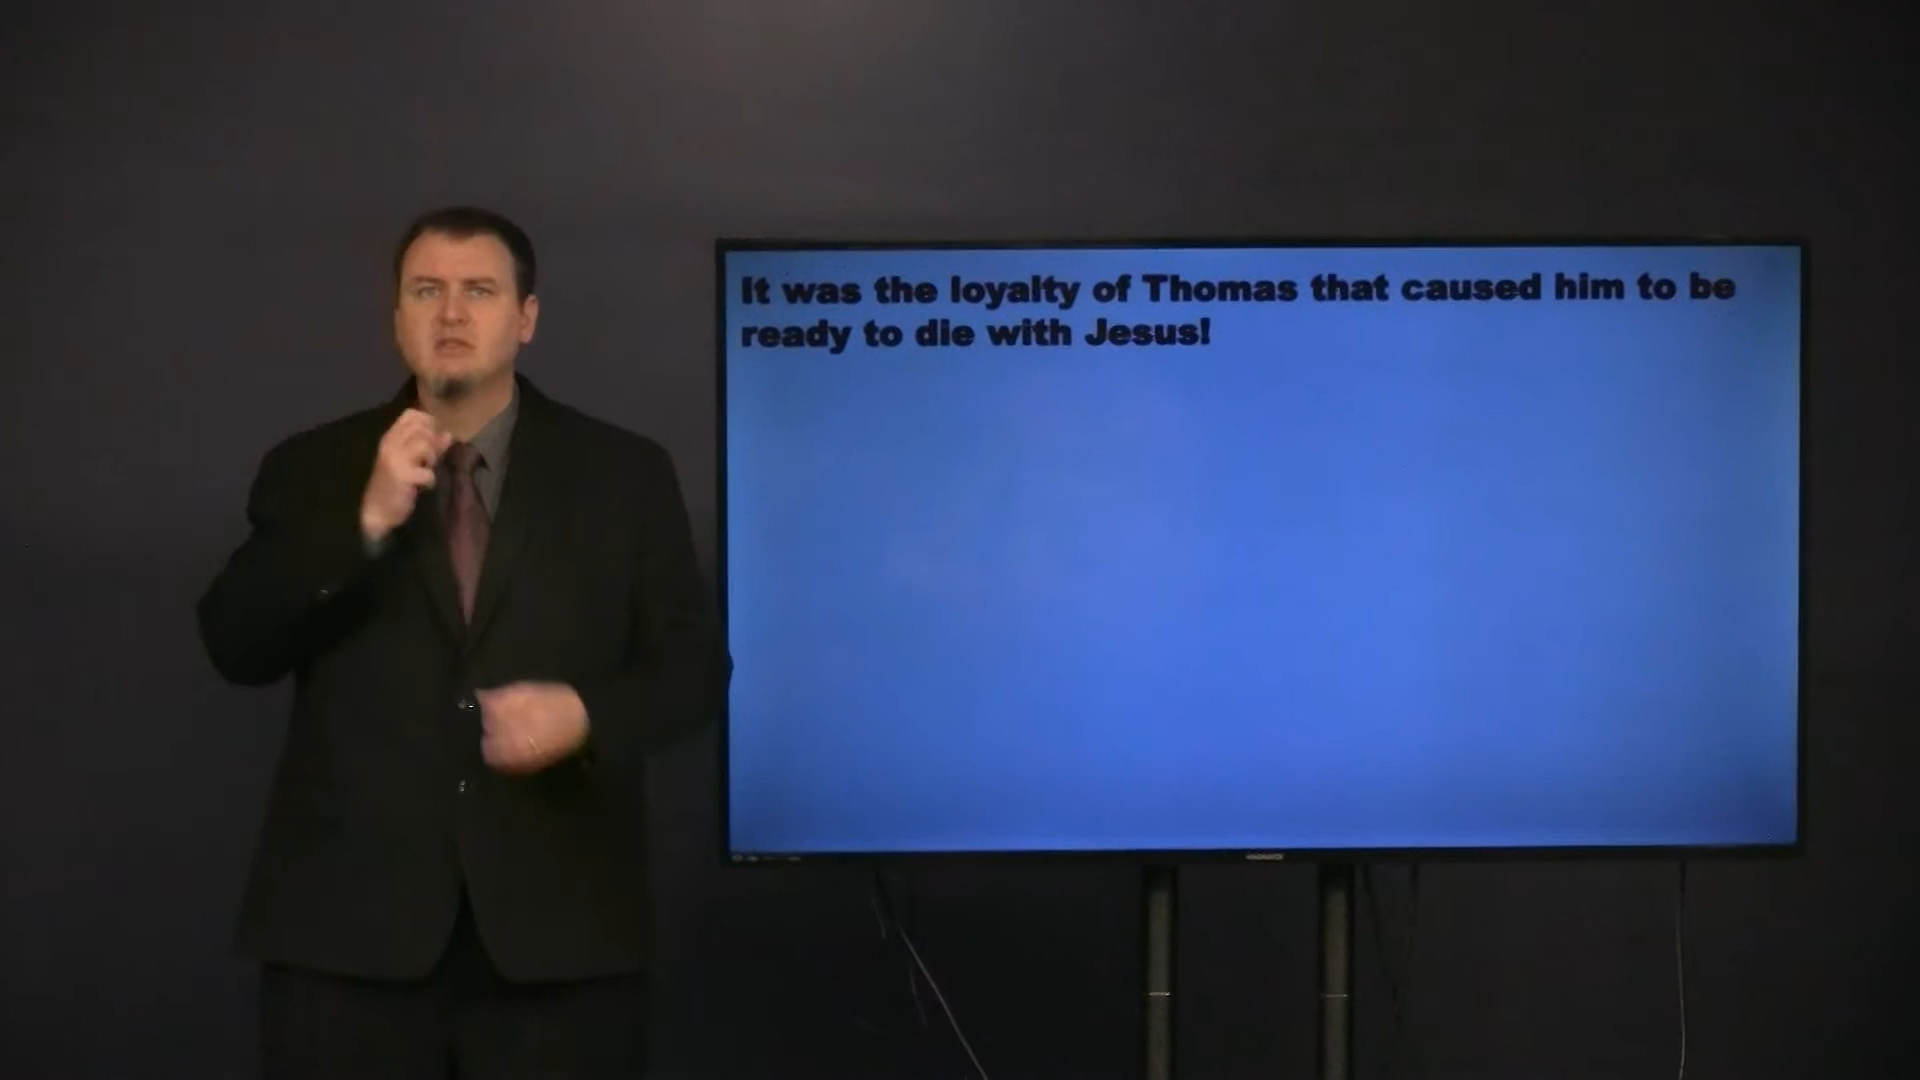 It was the loyalty of Thomas that caused him to be
ready to die with Jesus!